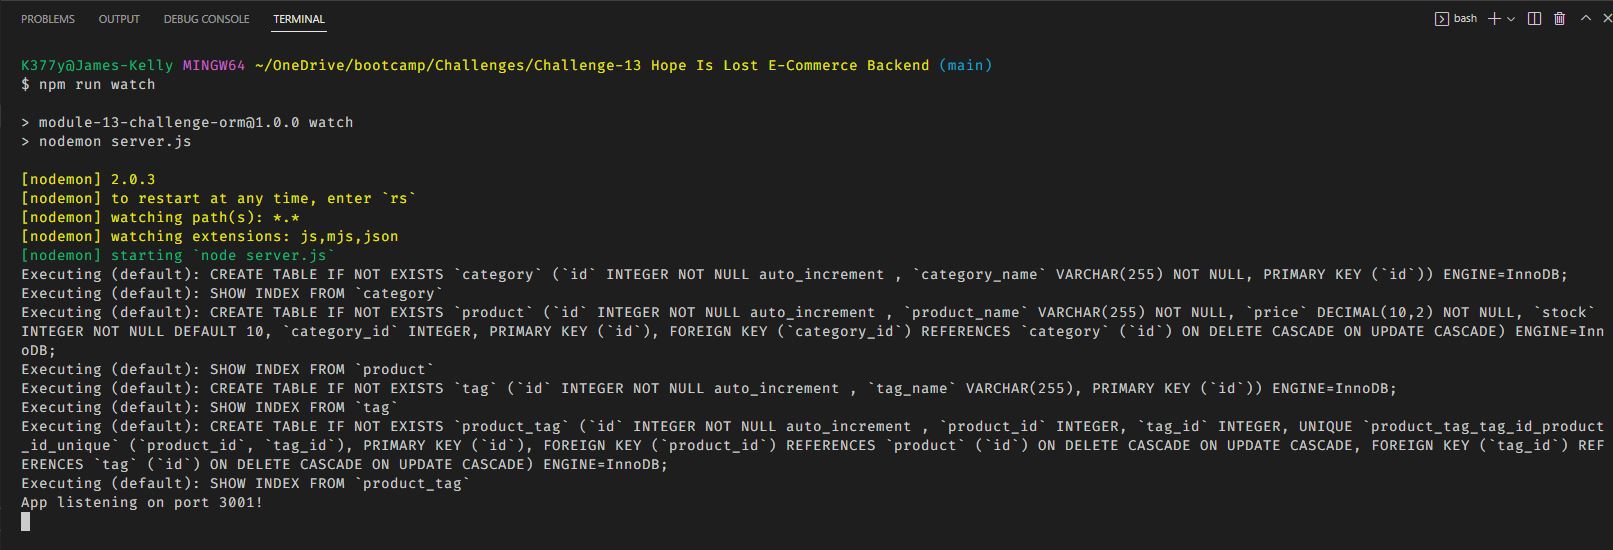 PROBLEMS OUTPUT DEBUG CONSOLE TERMINAL bash
K377y@James-Kelly MINGW64 ~/OneDrive/bootcamp/Challenges/Challenge-13 Hope Is Lost E-Commerce Backend (main)
$ npm run watch
> module-13-challenge-orm@1.0.0 watch
> nodemon server.js
[nodemon] 2.0.3
[nodemon] to restart at any time, enter `rs`
[nodemon] watching path(s): *.*
[nodemon] watching extensions: js,mjs,json
[nodemon] starting `node server.js`
Executing (default): CREATE TABLE IF NOT EXISTS `category` (`id` INTEGER NOT NULL auto_increment , `category_name` VARCHAR(255) NOT NULL, PRIMARY KEY (`id`)) ENGINE=InnoDB;
Executing (default): SHOW INDEX FROM `category`
Executing (default): CREATE TABLE IF NOT EXISTS `product` (`id` INTEGER NOT NULL auto_increment , `product_name` VARCHAR(255) NOT NULL, `price` DECIMAL(10,2) NOT NULL, `stock`
INTEGER NOT NULL DEFAULT 10, `category_id` INTEGER, PRIMARY KEY (`id`), FOREIGN KEY (`category_id`) REFERENCES `category` (`id`) ON DELETE CASCADE ON UPDATE CASCADE) ENGINE=Inn
oDB;
Executing (default): SHOW INDEX FROM `product`
Executing (default): CREATE TABLE IF NOT EXISTS `tag` (`id` INTEGER NOT NULL auto_increment , `tag_name` VARCHAR(255), PRIMARY KEY (`id`)) ENGINE=InnoDB;
Executing (default): SHOW INDEX FROM `tag`
Executing (default): CREATE TABLE IF NOT EXISTS `product_tag` (`id` INTEGER NOT NULL auto_increment , `product_id` INTEGER, `tag_id` INTEGER, UNIQUE `product_tag_tag_id_product
_id_unique` (`product_id`, `tag_id`), PRIMARY KEY (`id`), FOREIGN KEY (`product_id`) REFERENCES `product` (`id`) ON DELETE CASCADE ON UPDATE CASCADE, FOREIGN KEY (`tag_id`) REF
ERENCES `tag` (`id`) ON DELETE CASCADE ON UPDATE CASCADE) ENGINE=InnoDB;
Executing (default): SHOW INDEX FROM `product_tag`
App listening on port 3001!